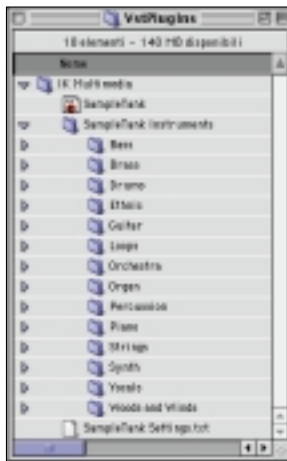 VstPlugIns
18 elementi - 140 MB disponibili
Nome
IK Multimedia
SampleTank
SampleTank Instruments
Bass
Brass
Drums
Ethnic
Guitar
Loops
Orchestra
Organ
Percussion
Piano
Strings
Synth
Vocals
Woods and Winds
SampleTank Settings.txt